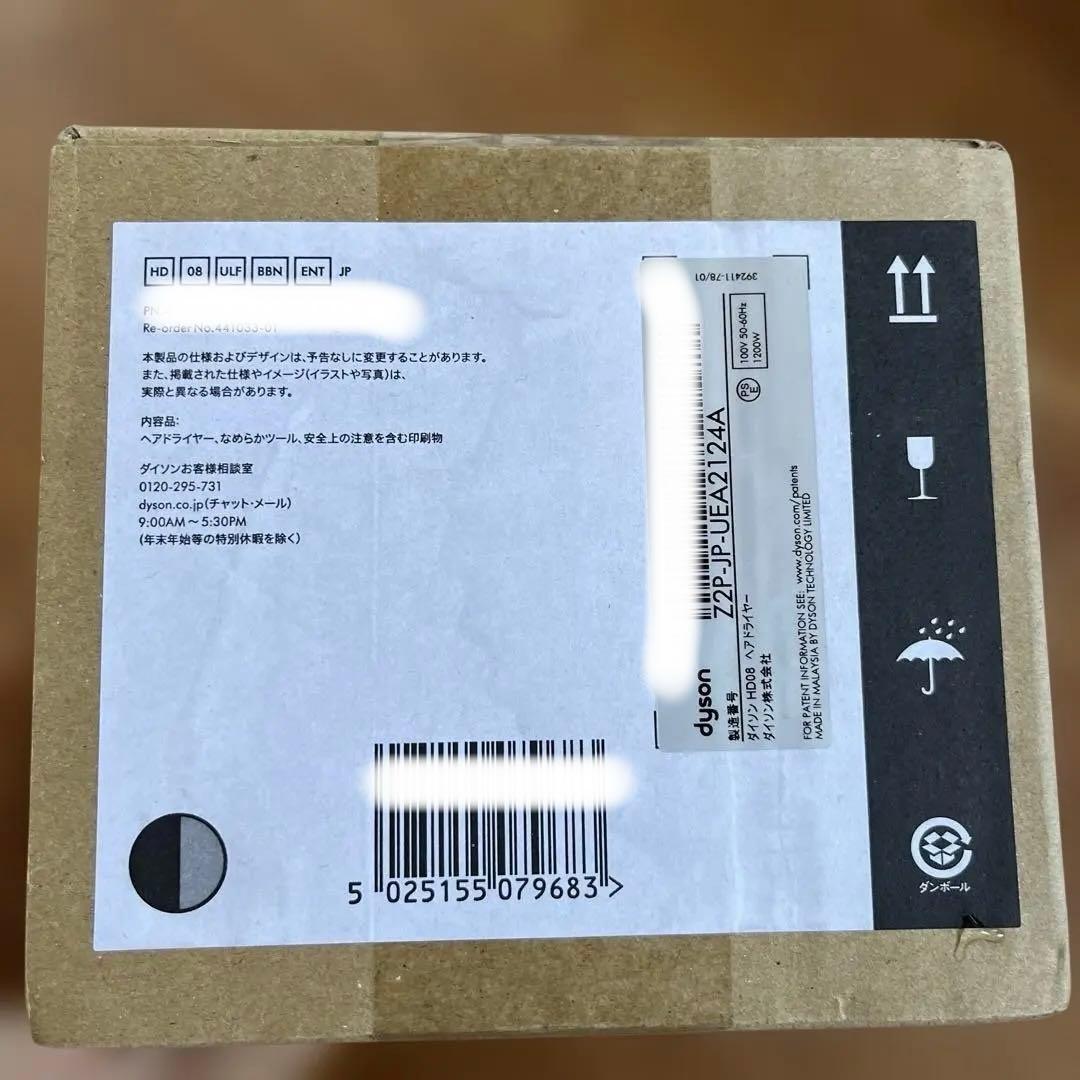 HD 08 ULF BBN ENT JP
Re-order No.441033-01
本製品の仕様およびデザインは、予告なしに変更することがあります。
また、掲載された仕様やイメージ(イラストや写真)は、
実際と異なる場合があります。
内容品:
ヘアドライヤー、なめらかツール、安全上の注意を含む印刷物
ダイソンお客様相談室
0120-295-731
dyson.co.jp(チャット・メール)
9:00AM～5:30PM
(年末年始等の特別休暇を除く)
5 025155 079683 >
392411-78/01
100V 50-60Hz
1200W
PS
E
Z2P-JP-UEA2124A
dyson
製造番号
ダイソン HD08 ヘアドライヤー
ダイソン株式会社
FOR PATENT INFORMATION SEE: www.dyson.com/patents
MADE IN MALAYSIA BY DYSON TECHNOLOGY LIMITED
ダンボール